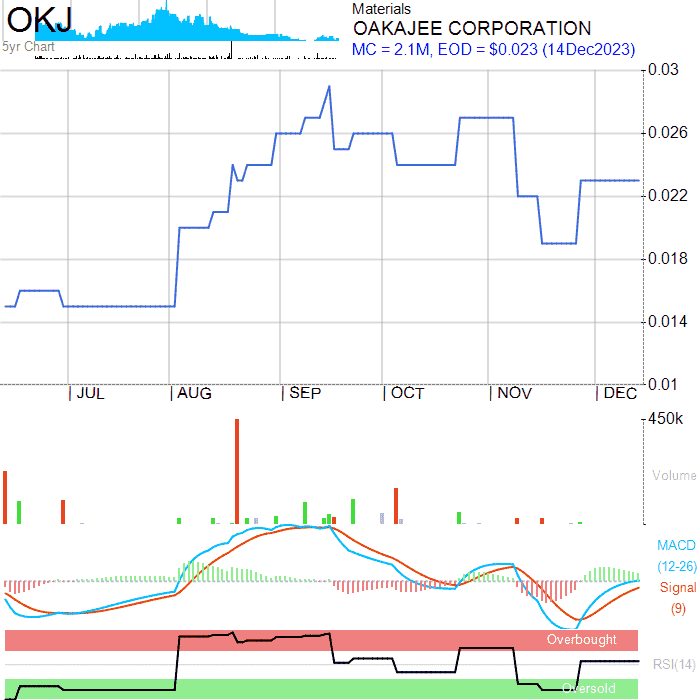 OKJ
5yr Chart
Materials
OAKAJEE CORPORATION
MC = 2.1M, EOD = $0.023 (14Dec2023)
0.03
0.026
0.022
0.018
0.014
0.01
JUL AUG SEP OCT NOV DEC
450k
Volume
MACD
(12-26)
Signal
(9)
Overbought
RSI(14)
Oversold